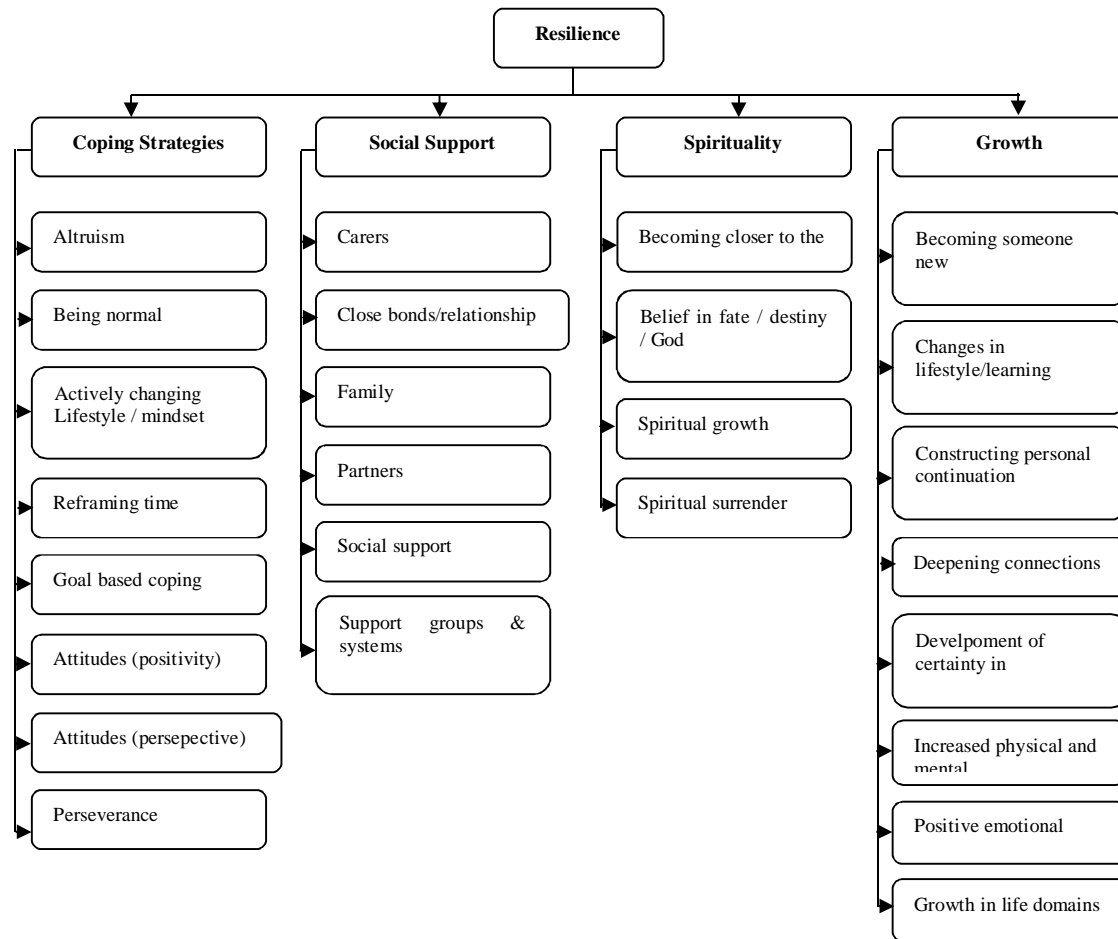 Resilience
Coping Strategies
Altruism
Being normal
Actively changing
Lifestyle / mindset
Reframing time
Goal based coping
Attitudes (positivity)
Attitudes (persepective)
Perseverance
Social Support
Carers
Close bonds/relationship
Family
Partners
Social support
Support groups &
systems
Spirituality
Becoming closer to the
Belief in fate / destiny
/ God
Spiritual growth
Spiritual surrender
Growth
Becoming someone
new
Changes in
lifestyle/learning
Constructing personal
continuation
Deepening connections
Develpoment of
certainty in
Increased physical and
mental
Positive emotional
Growth in life domains